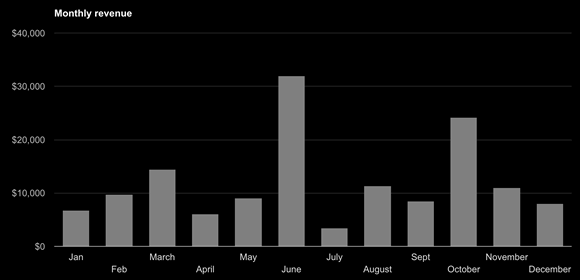 Monthly revenue
$40,000
$30,000
$20,000
$10,000
$0
Jan
Feb
March
April
May
June
July
August
Sept
October
November
December